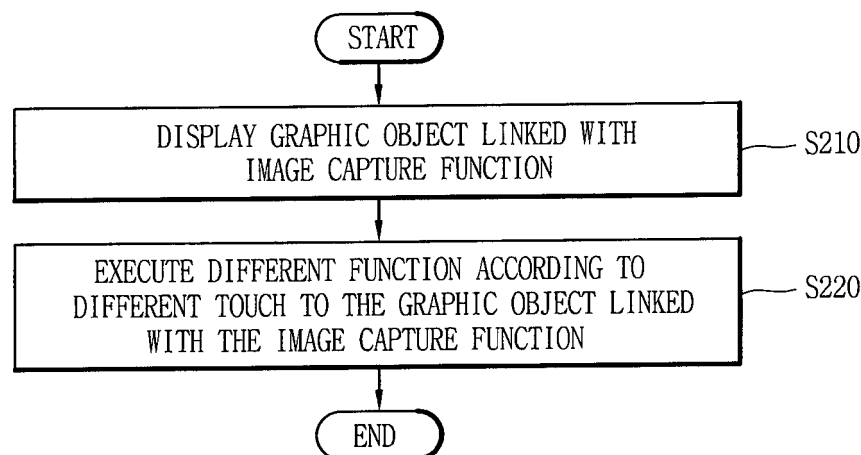 START
DISPLAY GRAPHIC OBJECT LINKED WITH
IMAGE CAPTURE FUNCTION
S210
EXECUTE DIFFERENT FUNCTION ACCORDING TO
DIFFERENT TOUCH TO THE GRAPHIC OBJECT LINKED
WITH THE IMAGE CAPTURE FUNCTION
S220
END